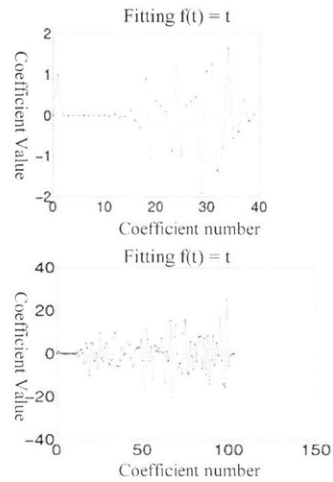 Fitting f(t) = t
2
1
0
-1
-2
0 10 20 30 40
Coefficient Value
Coefficient number
Fitting f(t) = t
40
20
0
-20
-40
0 50 100 150
Coefficient Value
Coefficient number